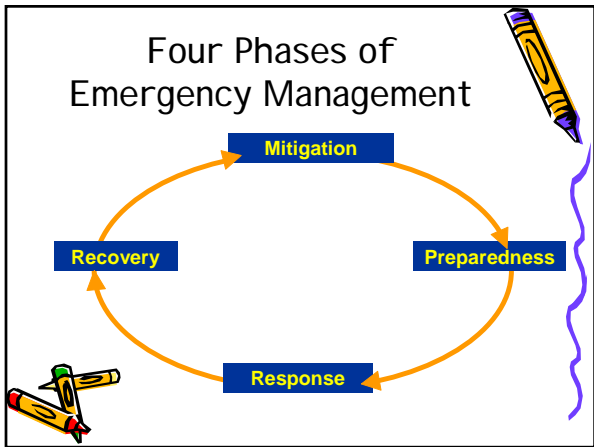 Four Phases of
Emergency Management
Mitigation
Recovery
Preparedness
Response